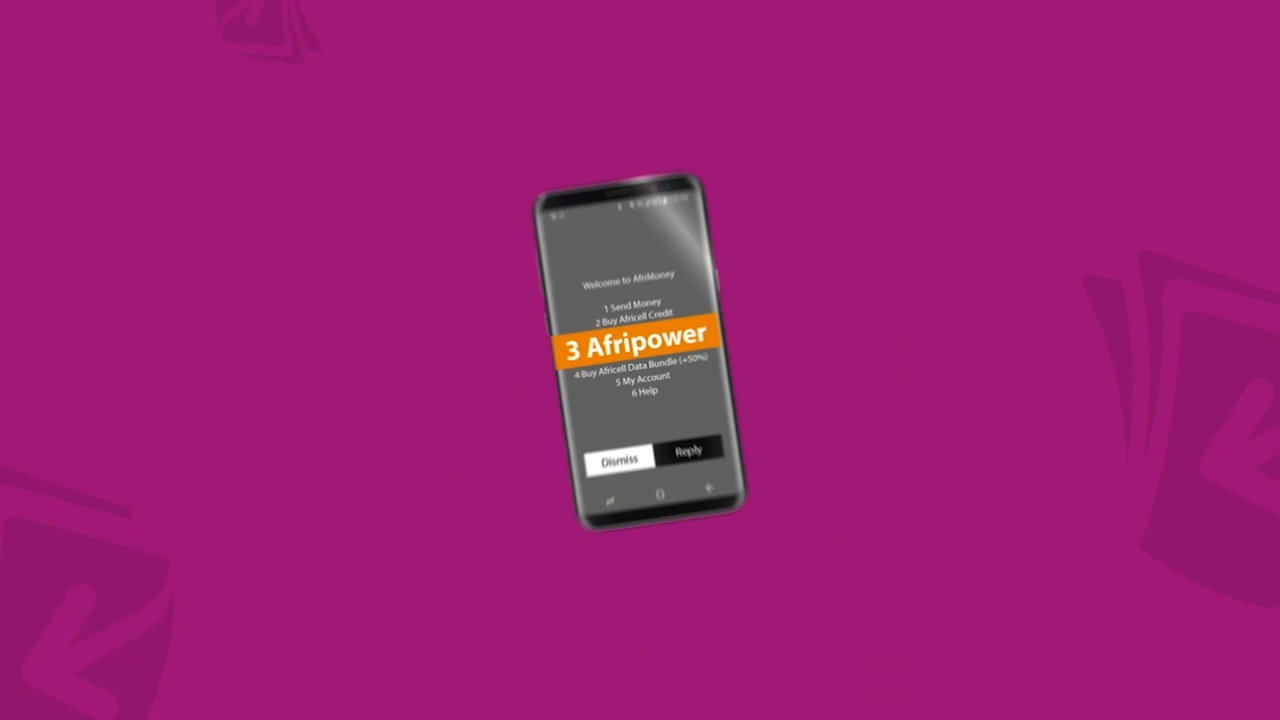 Welcome to AfriMoney
1 Send Money
2 Buy Africell Credit
3 Afripower
4 Buy Africell Data Bundle (+50%)
5 My Account
6 Help
Dismiss Reply